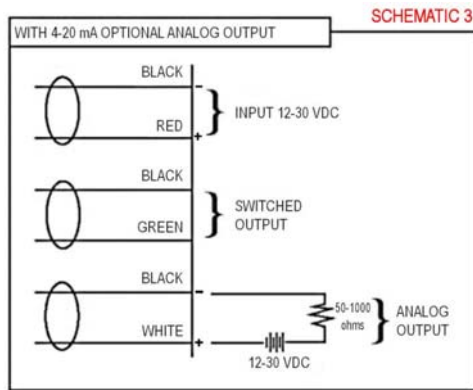 SCHEMATIC 3
WITH 4-20 mA OPTIONAL ANALOG OUTPUT
BLACK -
INPUT 12-30 VDC
RED +
BLACK
SWITCHED
OUTPUT
GREEN
BLACK -
50-1000
ohms
ANALOG
OUTPUT
WHITE +
12-30 VDC